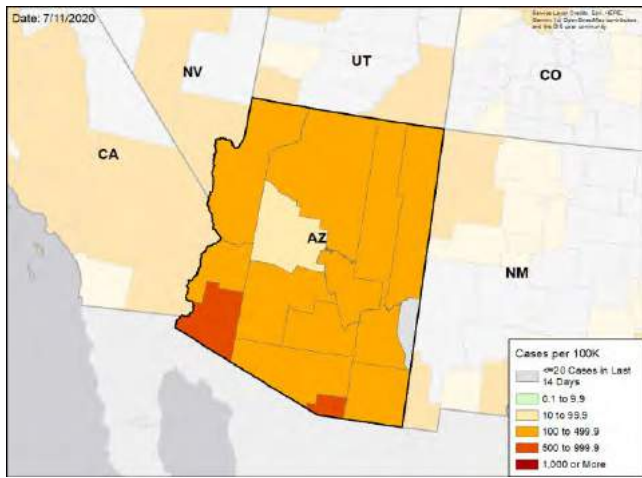 Date: 7/11/2020
UT
NV
CO
CA
AZ
NM
Cases per 100K
<=20 Cases in Last
14 Days
0.1 to 9.9
10 to 99.9
100 to 499.9
500 to 999.9
1,000 or More